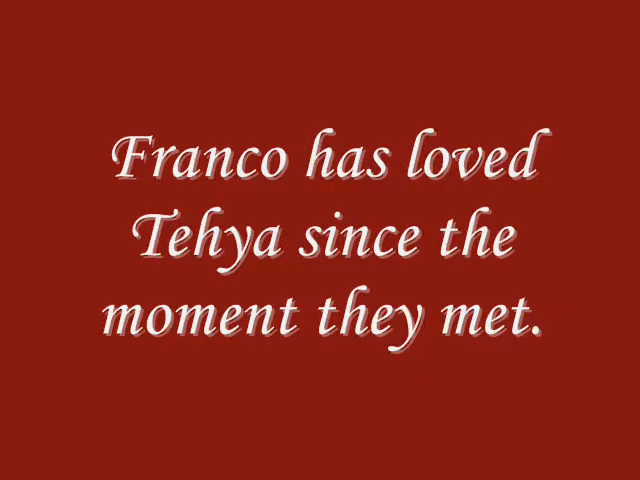 Franco has loved
Tehya since the
moment they met.